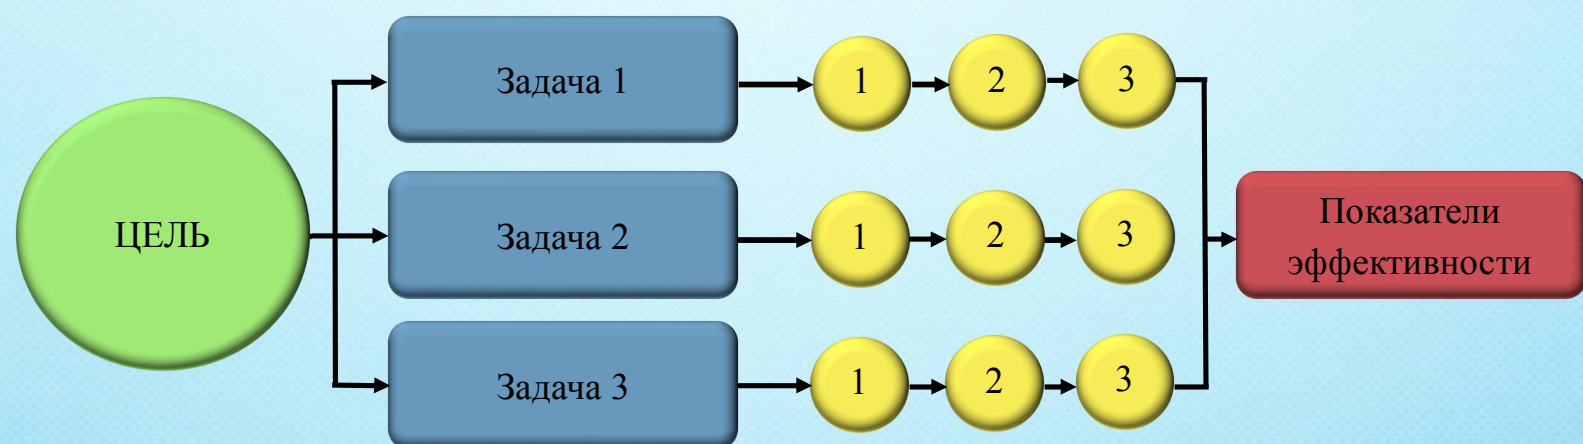 ЦЕЛЬ
Задача 1
1
2
3
Задача 2
1
2
3
Задача 3
1
2
3
Показатели
эффективности